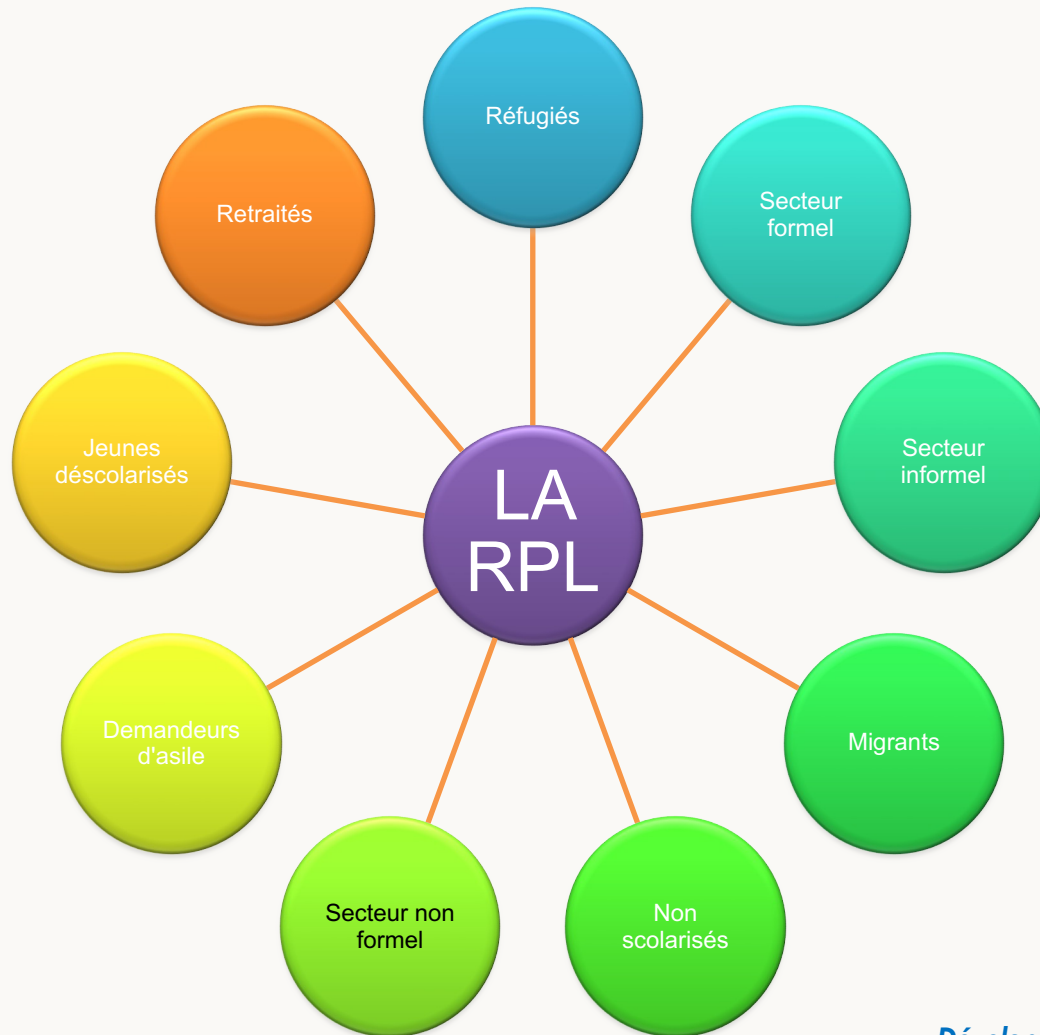 Réfugiés
Secteur
formel
Secteur
informel
Migrants
Non
scolarisés
Secteur non
formel
Demandeurs
d'asile
Jeunes
déscolarisés
Retraités
LA
RPL